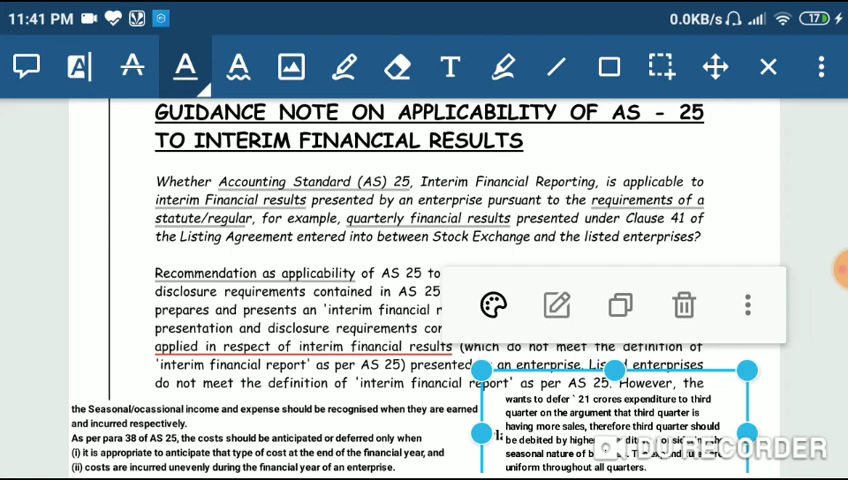 11:41 PM
0.0KB/s
17
GUIDANCE NOTE ON APPLICABILITY OF AS - 25
TO INTERIM FINANCIAL RESULTS
Whether Accounting Standard (AS) 25, Interim Financial Reporting, is applicable to
interim Financial results presented by an enterprise pursuant to the requirements of a
statute/regular, for example, quarterly financial results presented under Clause 41 of
the Listing Agreement entered into between Stock Exchange and the listed enterprises?
Recommendation as applicability of AS 25 to
disclosure requirements contained in AS 25
prepares and presents an 'interim financial r
presentation and disclosure requirements con
applied in respect of interim financial results (which do not meet the definition of
'interim financial report' as per AS 25) presented by an enterprise. Listed enterprises
do not meet the definition of 'interim financial report' as per AS 25. However, the
the Seasonal/ocassional income and expense should be recognised when they are earned
and incurred respectively.
As per para 38 of AS 25, the costs should be anticipated or deferred only when
(i) it is appropriate to anticipate that type of cost at the end of the financial year, and
(ii) costs are incurred unevenly during the financial year of an enterprise.
wants to defer ` 21 crores expenditure to third
quarter on the argument that third quarter is
having more sales, therefore third quarter should
be debited by higher
seasonal nature of
uniform throughout all quarters.
DU RECORDER